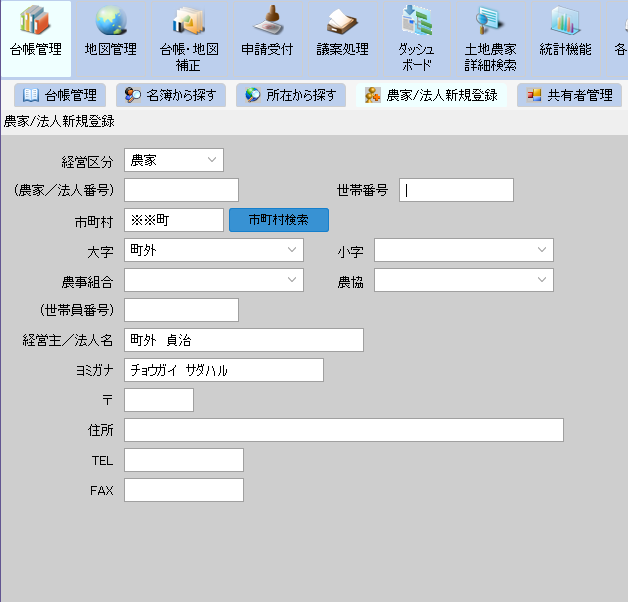 台帳管理 地図管理 台帳・地図 申請受付 議案処理 ダッシュ 土地農家 統計機能 各
補正 ボード 詳細検索
台帳管理 名簿から探す 所在から探す 農家/法人新規登録 共有者管理
農家/法人新規登録
経営区分 農家
(農家/法人番号) 世帯番号
市町村 ※※町 市町村検索
大字 町外 小字
農事組合 農協
(世帯員番号)
経営主/法人名 町外 貞治
ヨミガナ チョウガイ サダハル
〒
住所
TEL
FAX